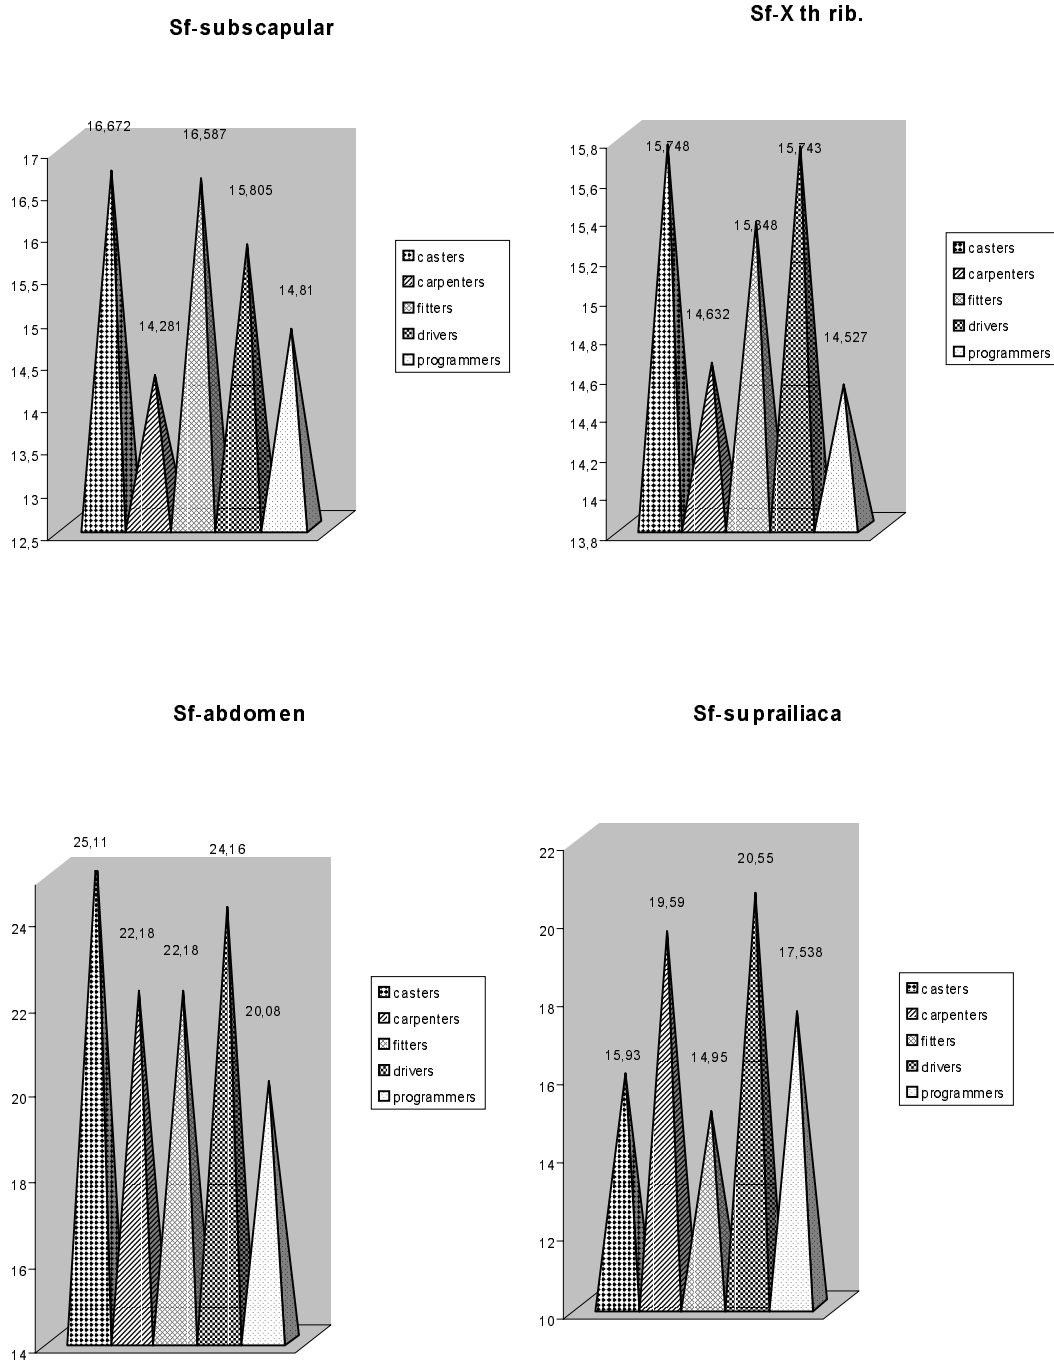 Sf-subscapular
16,672
16,587
15,805
14,81
14,281
17
16,5
16
15,5
15
14,5
14
13,5
13
12,5
casters
carpenters
fitters
drivers
programmers
Sf-X th rib.
15,748
15,743
15,348
14,632
14,527
15,8
15,6
15,4
15,2
15
14,8
14,6
14,4
14,2
14
13,8
casters
carpenters
fitters
drivers
programmers
Sf-abdomen
25,11
24,16
22,18
22,18
20,08
24
22
20
18
16
14
casters
carpenters
fitters
drivers
programmers
Sf-suprailiaca
20,55
19,59
17,538
15,93
14,95
22
20
18
16
14
12
10
casters
carpenters
fitters
drivers
programmers